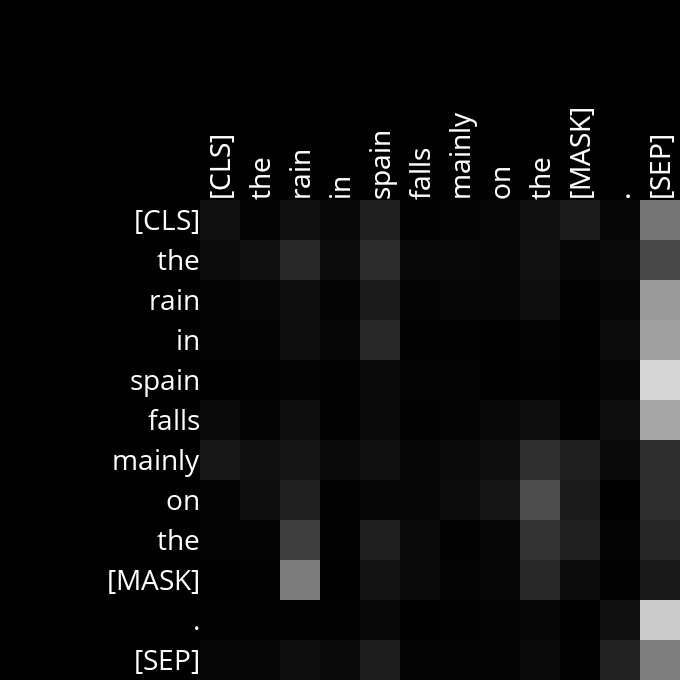 [CLS] the rain in spain falls mainly on the [MASK] . [SEP]
[CLS]
the
rain
in
spain
falls
mainly
on
the
[MASK]
.
[SEP]